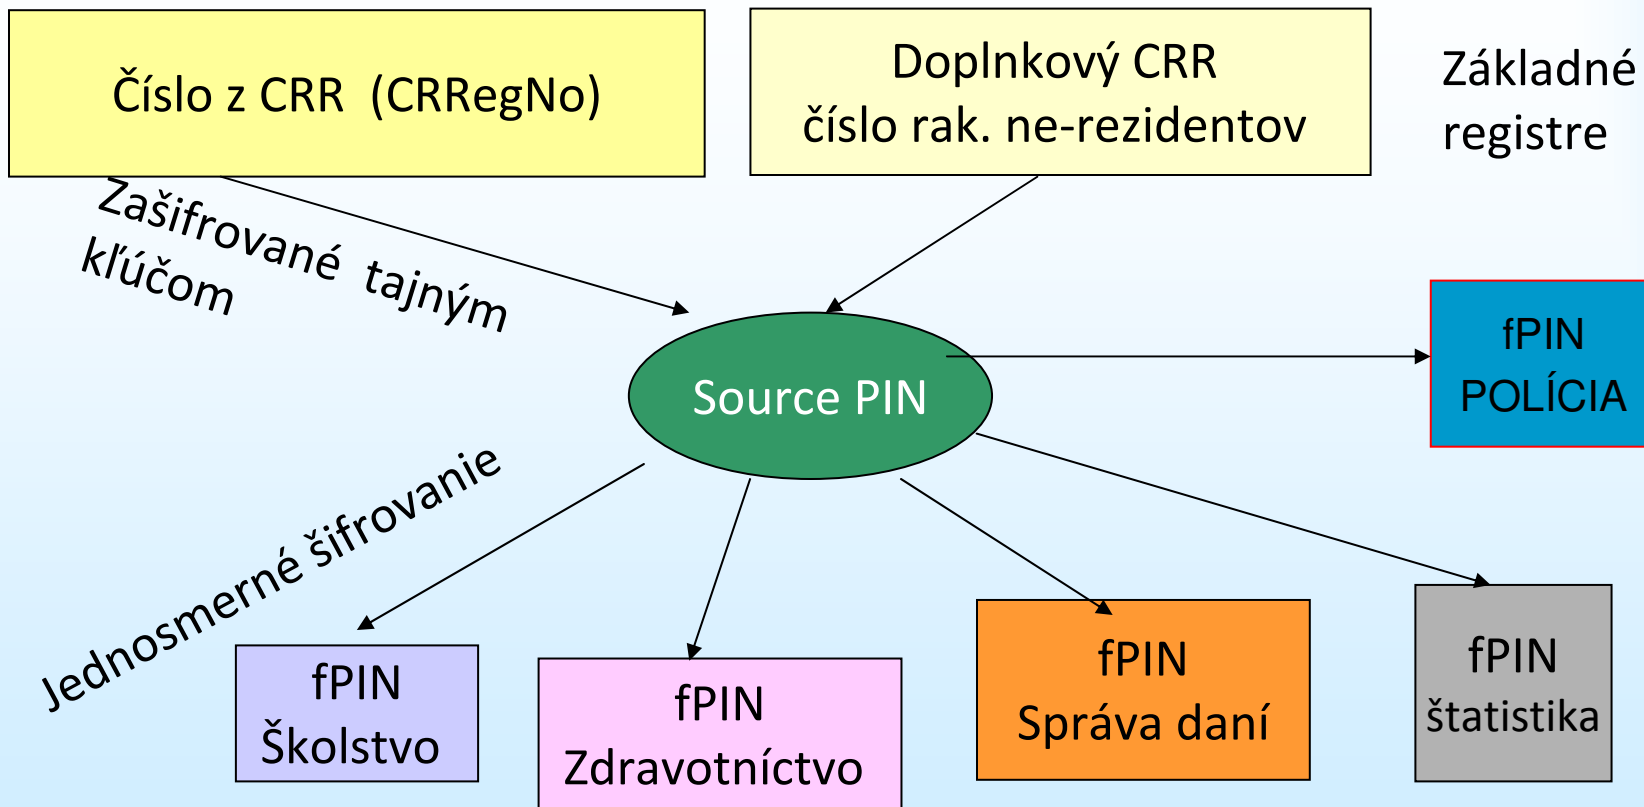 Číslo z CRR (CRRegNo)
Doplnkový CRR
číslo rak. ne-rezidentov
Základné
registre
Zašifrované tajným
kľúčom
Source PIN
fPIN
POLÍCIA
Jednosmerné šifrovanie
fPIN
Školstvo
fPIN
Zdravotníctvo
fPIN
Správa daní
fPIN
štatistika